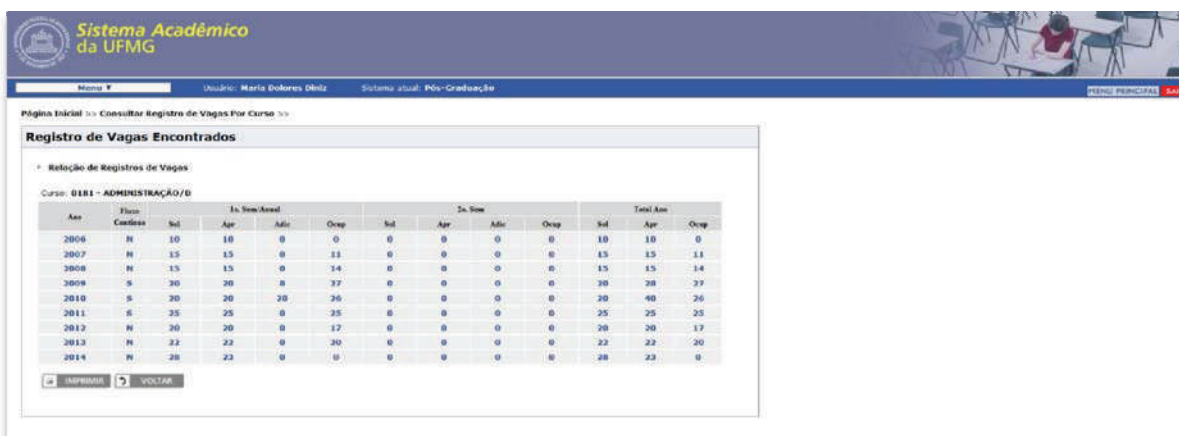 Sistema Acadêmico
da UFMG
Menu ▼ Usuário: Maria Dolores Diniz Sistema atual: Pós-Graduação MENU PRINCIPAL
Página Inicial >> Consultar Registro de Vagas Por Curso >>
Registro de Vagas Encontrados
Relação de Registros de Vagas
Curso: 0181 - ADMINISTRAÇÃO/D
Ano Fluxo Contínuo 1o. Sem/Anual 2o. Sem Total Ano
Sol Apr Adic Ocup Sol Apr Adic Ocup Sol Apr Ocup
2006 N 10 10 0 0 0 0 0 0 10 10 0
2007 N 15 15 0 11 0 0 0 0 15 15 11
2008 N 15 15 0 14 0 0 0 0 15 15 14
2009 S 20 20 8 27 0 0 0 0 20 28 27
2010 S 20 20 20 26 0 0 0 0 20 40 26
2011 S 25 25 0 25 0 0 0 0 25 25 25
2012 N 20 20 0 17 0 0 0 0 20 20 17
2013 N 22 22 0 20 0 0 0 0 22 22 20
2014 N 28 23 0 0 0 0 0 0 28 23 0
IMPRIMIR VOLTAR